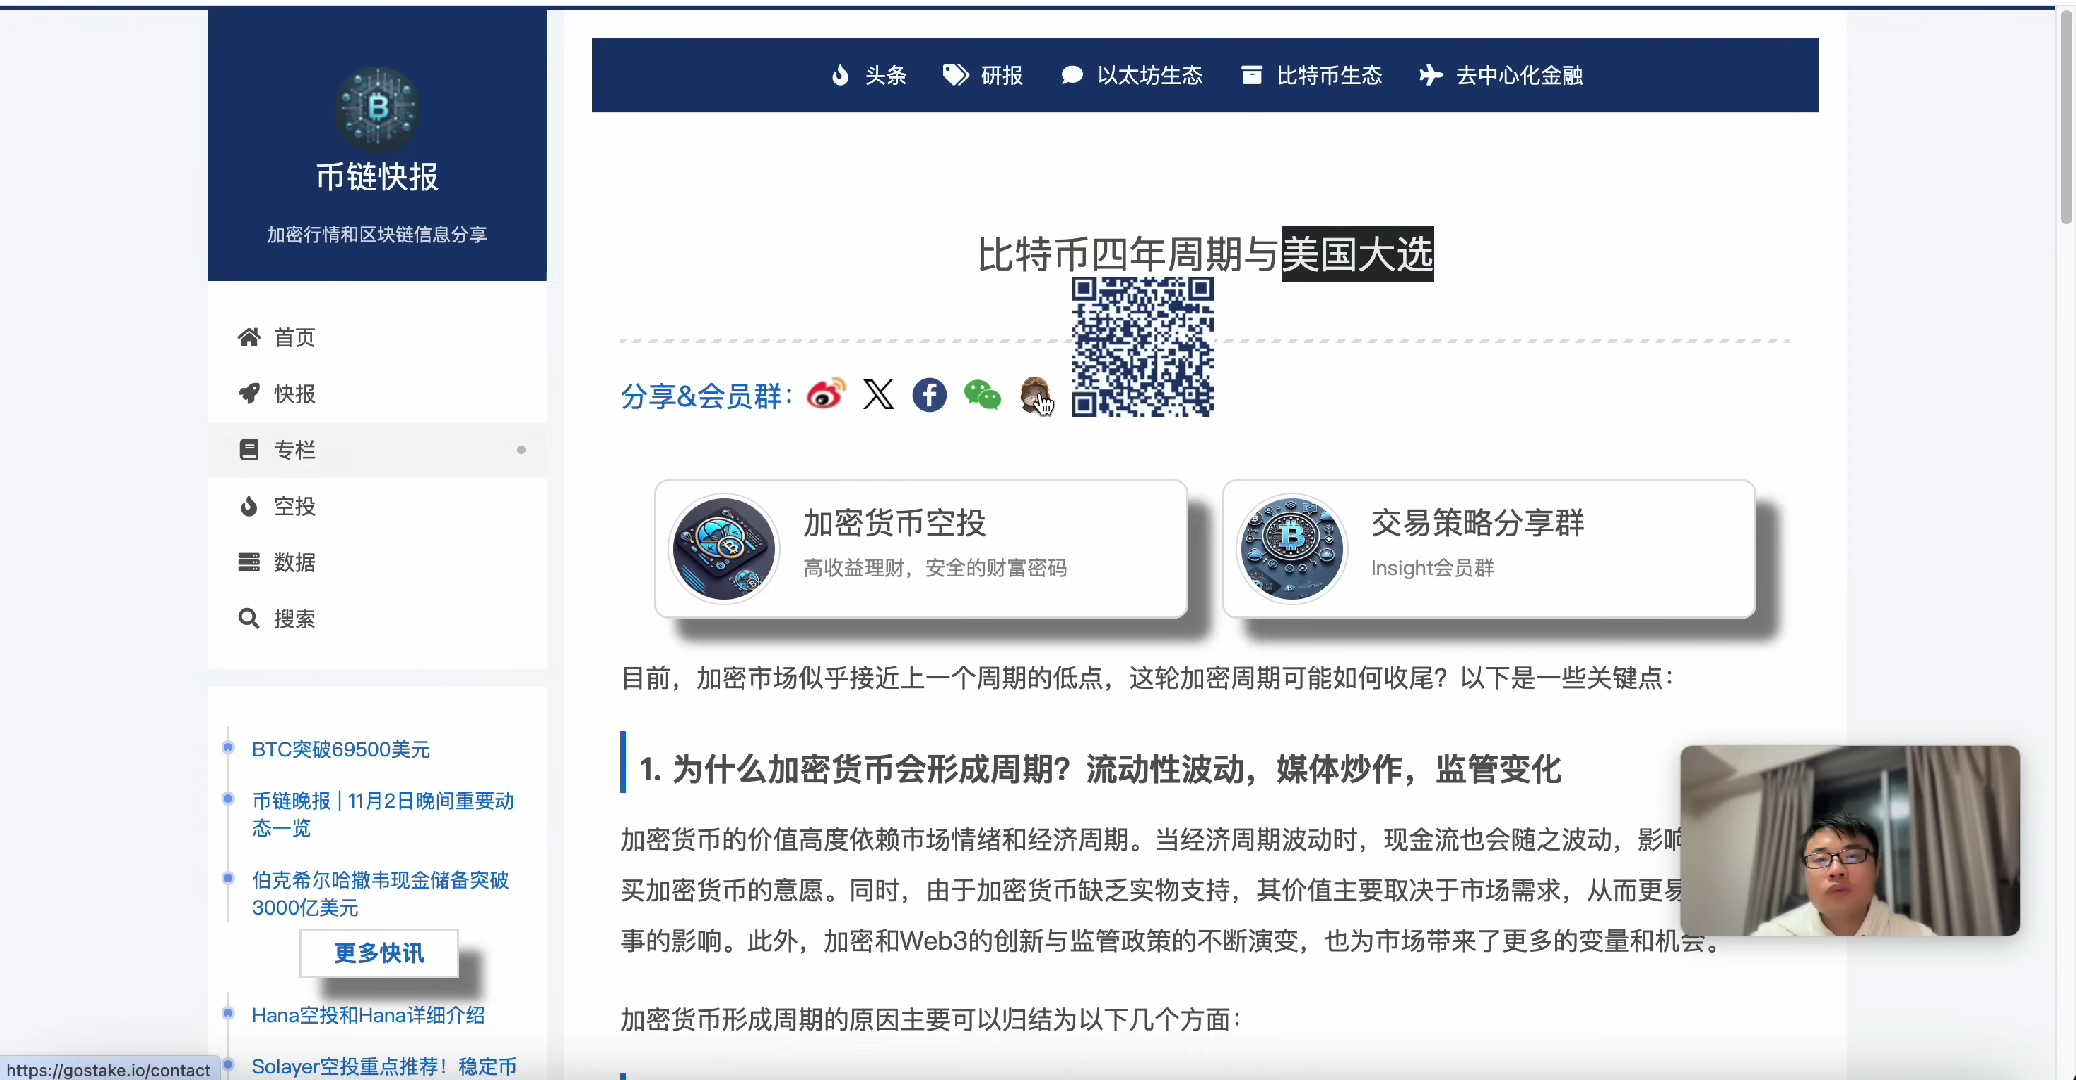 头条
研报
以太坊生态
比特币生态
去中心化金融
币链快报
加密行情和区块链信息分享
首页
快报
专栏
空投
数据
搜索
BTC突破69500美元
币链晚报 | 11月2日晚间重要动
态一览
伯克希尔哈撒韦现金储备突破
3000亿美元
更多快讯
Hana空投和Hana详细介绍
Solayer空投重点推荐！稳定币
https://gostake.io/contact
比特币四年周期与美国大选
分享&会员群：
加密货币空投
高收益理财，安全的财富密码
交易策略分享群
Insight会员群
目前，加密市场似乎接近上一个周期的低点，这轮加密周期可能如何收尾？以下是一些关键点：
1. 为什么加密货币会形成周期？流动性波动，媒体炒作，监管变化
加密货币的价值高度依赖市场情绪和经济周期。当经济周期波动时，现金流也会随之波动，影响
买加密货币的意愿。同时，由于加密货币缺乏实物支持，其价值主要取决于市场需求，从而更易
事的影响。此外，加密和Web3的创新与监管政策的不断演变，也为市场带来了更多的变量和机会。
加密货币形成周期的原因主要可以归结为以下几个方面：